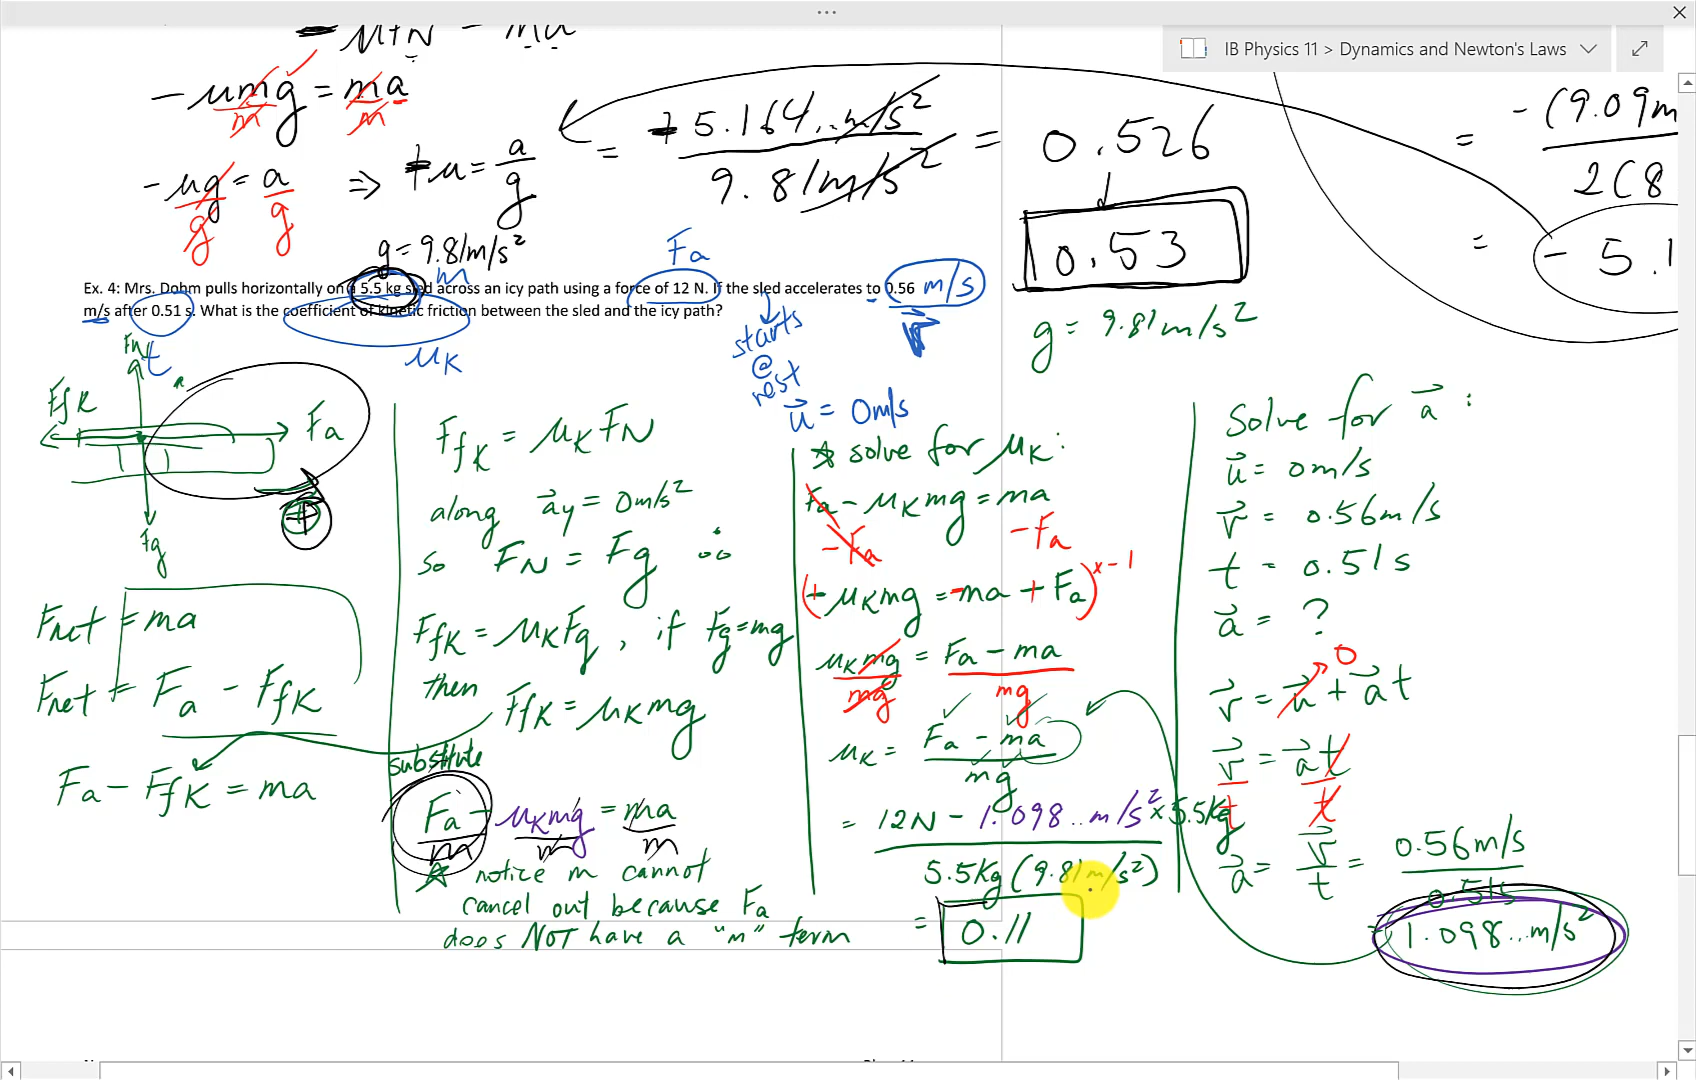 IB Physics 11 > Dynamics and Newton's Laws
-μmg = ma
m m
-μg = a
g g
⇒ +μ = a/g
= +5.164.. m/s² / 9.81 m/s² = 0.526
0.53
g = 9.81 m/s²
= -(9.09m
2(8
= -5.1
Fa
m
Ex. 4: Mrs. Dohm pulls horizontally on a 5.5 kg sled across an icy path using a force of 12 N. If the sled accelerates to 0.56 m/s
m/s after 0.51 s. What is the coefficient of kinetic friction between the sled and the icy path?
t
μK
starts
@
rest
u = 0 m/s
v
g = 9.81 m/s²
FN
FfK
Fa
Fg
+
Fnet = ma
Fnet = Fa - FfK
Fa - FfK = ma
FfK = μK FN
along ay = 0 m/s²
so FN = Fg ∴
FfK = μK Fg, if Fg = mg
then FfK = μK mg
substitute
Fa - μK mg = ma
m m m
☆ notice m cannot
cancel out because Fa
does NOT have a "m" term
☆ solve for μK:
Fa - μK mg = ma
-Fa -Fa
(+μK mg = -ma + Fa) x -1
μK mg = Fa - ma
mg mg
μK = Fa - ma
mg
= 12N - 1.098.. m/s² × 5.5kg
5.5kg (9.81 m/s²)
= 0.11
Solve for a:
u = 0 m/s
v = 0.56 m/s
t = 0.51 s
a = ?
0
v = u + at
v = at
t t
a = v/t = 0.56 m/s
0.51s
= 1.098... m/s²